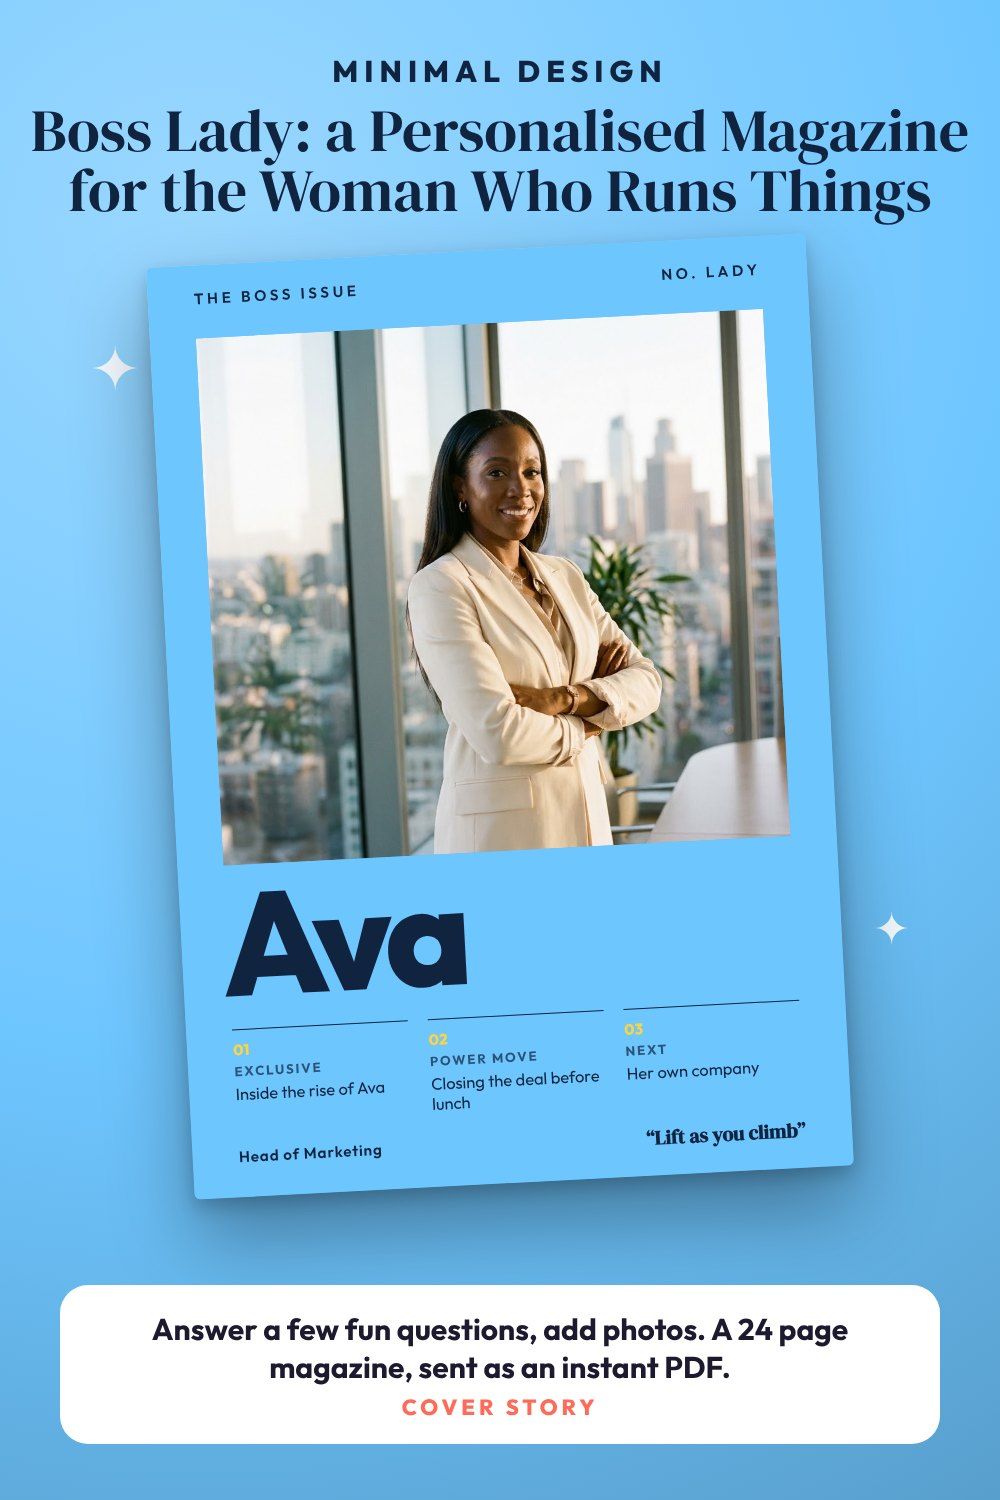 MINIMAL DESIGN
Boss Lady: a Personalised Magazine
for the Woman Who Runs Things
THE BOSS ISSUE
NO. LADY
Ava
01
EXCLUSIVE
Inside the rise of Ava
02
POWER MOVE
Closing the deal before
lunch
03
NEXT
Her own company
Head of Marketing
“Lift as you climb”
Answer a few fun questions, add photos. A 24 page
magazine, sent as an instant PDF.
COVER STORY